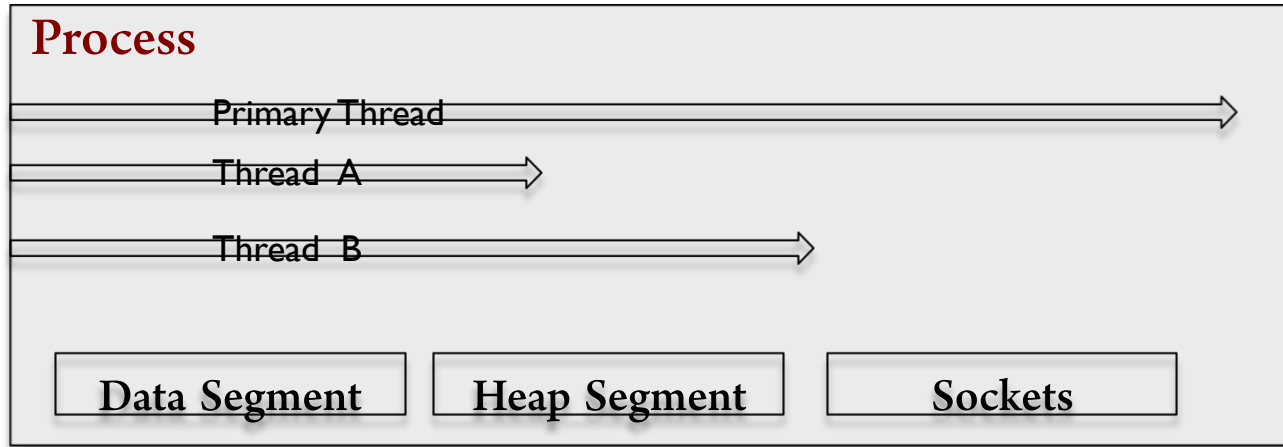 Process
Primary Thread
Thread A
Thread B
Data Segment Heap Segment Sockets